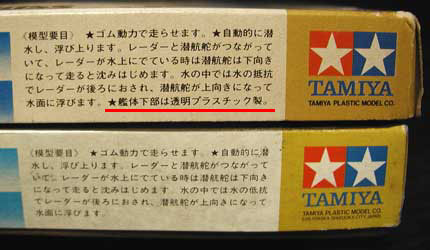 〈模型要目〉 ★ゴム動力で走らせます。★自動的に潜
水し、浮び上ります。レーダーと潜航舵がつながって
いて、レーダーが水上にでている時は潜航舵は下向き
になって走ると沈みはじめます。水の中では水の抵抗
でレーダーが後ろにおされ、潜航舵が上向きになって
水面に浮びます。★艦体下部は透明プラスチック製。
TAMIYA
TAMIYA PLASTIC MODEL CO.
〈模型要目〉 ★ゴム動力で走らせます。★自動的に潜
水し、浮び上ります。レーダーと潜航舵がつながって
いて、レーダーが水上にでている時は潜航舵は下向き
になって走ると沈みはじめます。水の中では水の低抗
でレーダーが後ろにおされ、潜航舵が上向きになって
水面に浮びます。
TAMIYA
TAMIYA PLASTIC MODEL CO.